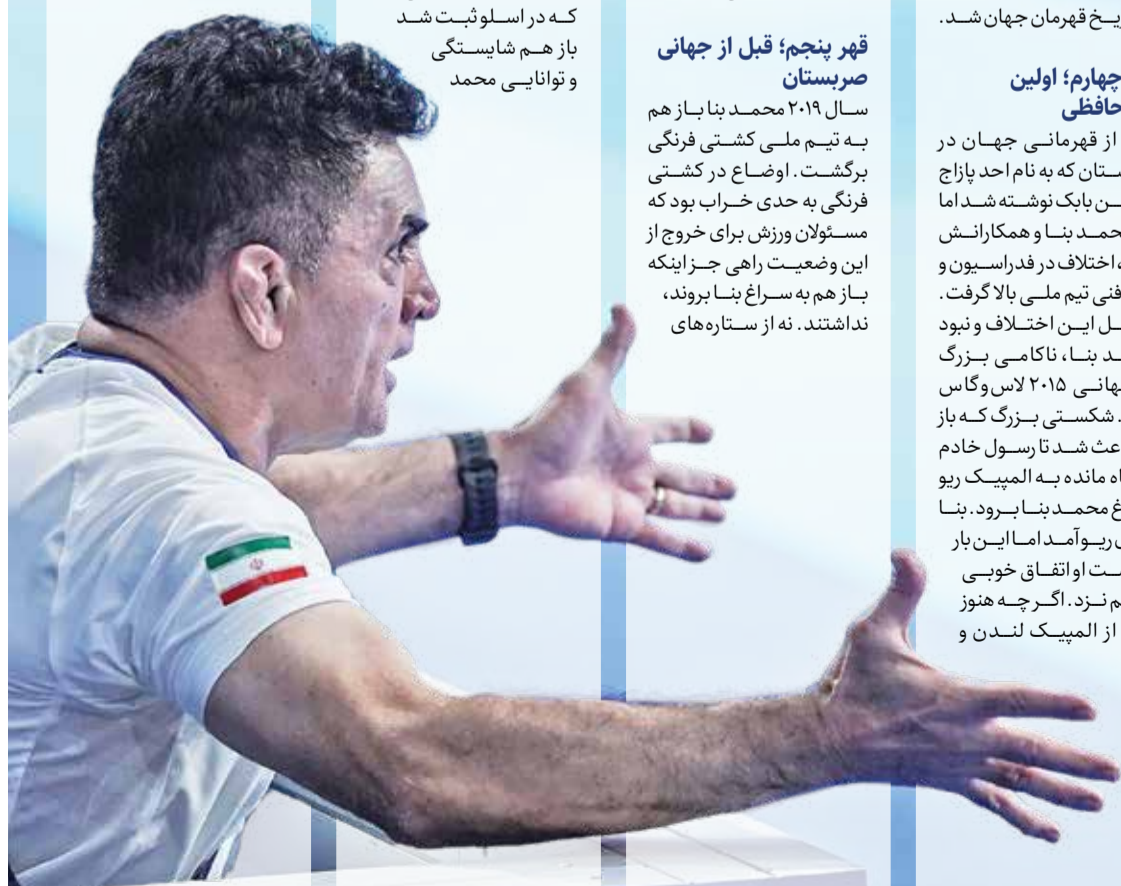 ریخ قهرمان جهان شد.
چهارم؛ اولین
حافظی
از قهرمانی جهان در
ستان که به نام احد پازاج
ـن بابک نوشته شد اما
حمد بنا و همکارانش
، اختلاف در فدراسیون و
فنی تیم ملی بالا گرفت.
ـل این اختلاف و نبود
ـد بنا، ناکامی بزرگ
هانی ۲۰۱۵ لاس وگاس
. شکستی بزرگ که باز
عث شد تا رسول خادم
اه مانده به المپیک ریو
غ محمد بنا برود. بنا
ی ریو آمد اما این بار
ست او اتفاق خوبی
م نزد. اگر چه هنوز
از المپیک لندن و
قهر پنجم؛ قبل از جهانی
صربستان
سال ۲۰۱۹ محمد بنا باز هم
به تیم ملی کشتی فرنگی
برگشت. اوضاع در کشتی
فرنگی به حدی خراب بود که
مسئولان ورزش برای خروج از
این وضعیت راهی جز اینکه
باز هم به سراغ بنا بروند،
نداشتند. نه از ستاره‌های
که در اسلو ثبت شد
باز هم شایستگی
و توانایی محمد